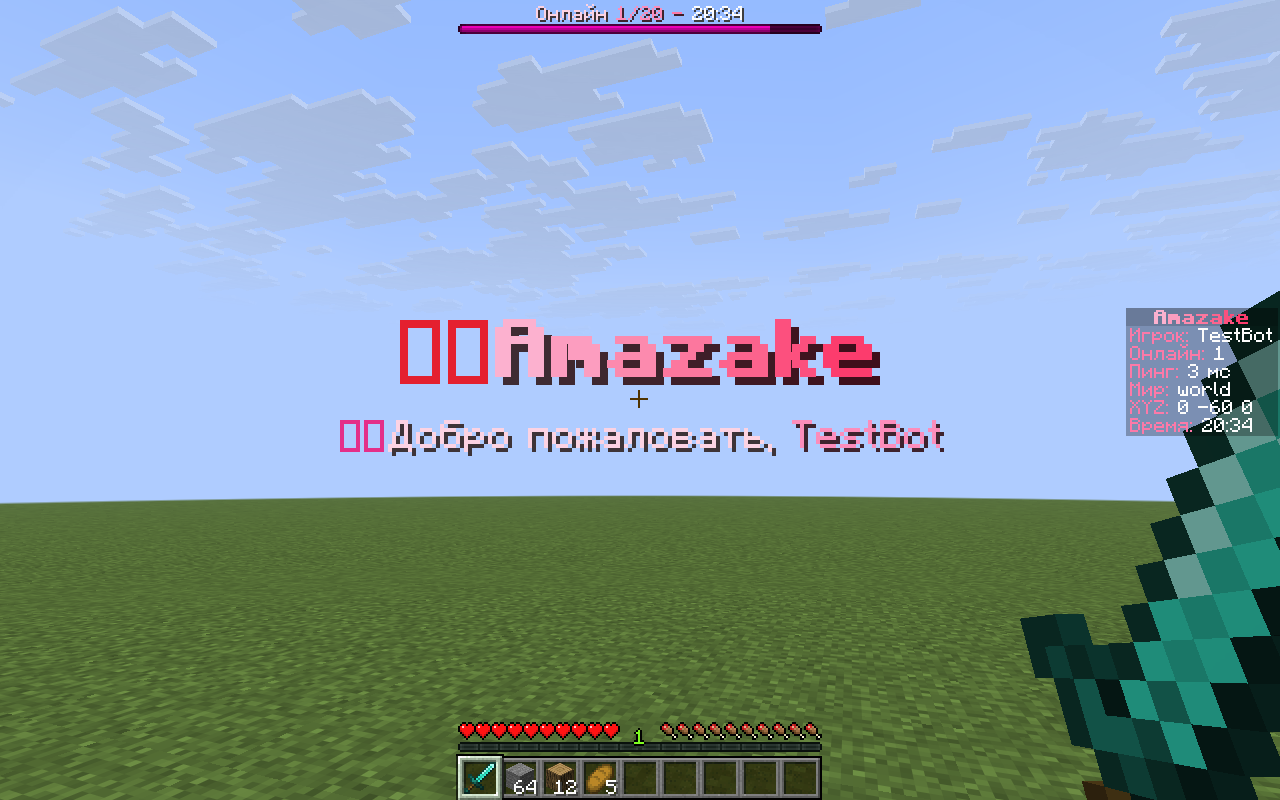 Онлайн 1/20 - 20:34
Amazake
Добро пожаловать, TestBot
Amazake
Игрок: TestBot
Онлайн: 1
Пинг: 3 мс
Мир: world
XYZ: 0 -60 0
Время: 20:34
1
64 12 5